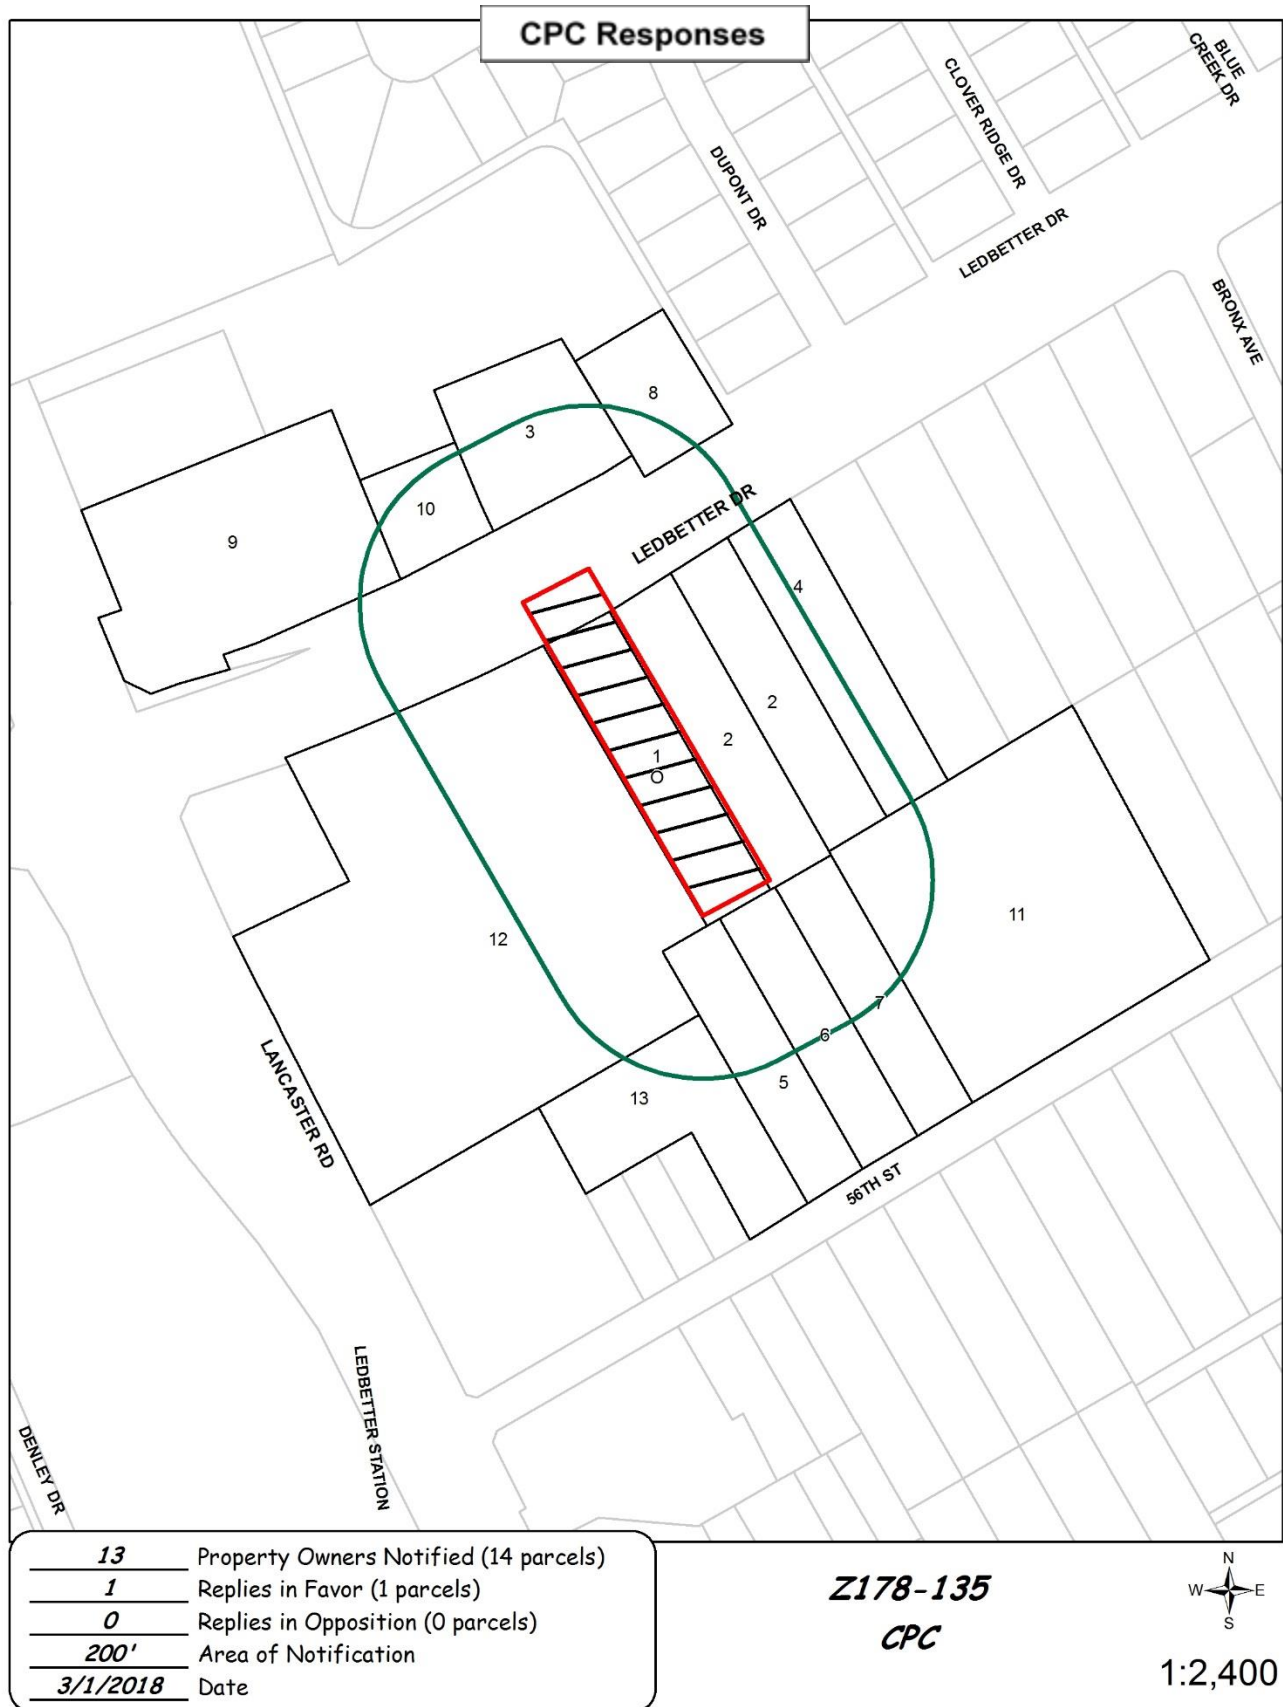 CPC Responses
BLUE
CREEK DR
CLOVER RIDGE DR
DUPONT DR
LEDBETTER DR
BRONX AVE
8
3
10
9
LEDBETTER DR
4
2
2
1
O
11
12
7
6
5
13
LANCASTER RD
56TH ST
LEDBETTER STATION
DENLEY DR
13 Property Owners Notified (14 parcels)
1 Replies in Favor (1 parcels)
0 Replies in Opposition (0 parcels)
200' Area of Notification
3/1/2018 Date
Z178-135
CPC
N
W E
S
1:2,400